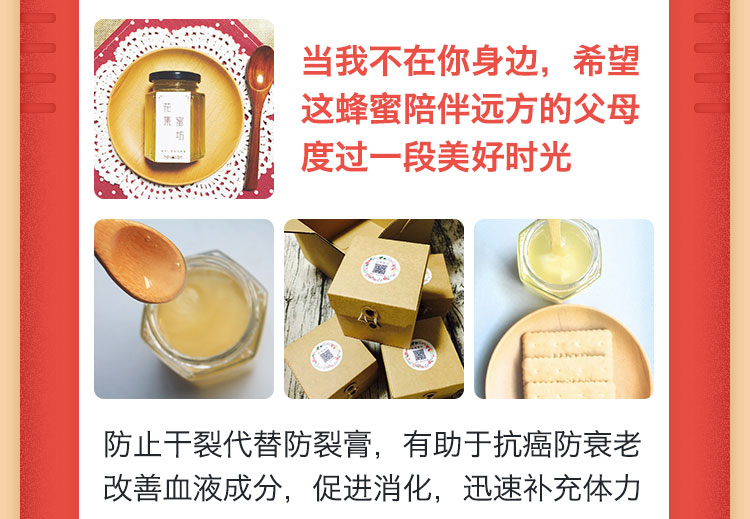 当我不在你身边，希望
这蜂蜜陪伴远方的父母
度过一段美好时光
花集
蜜坊
防止干裂代替防裂膏，有助于抗癌防衰老
改善血液成分，促进消化，迅速补充体力